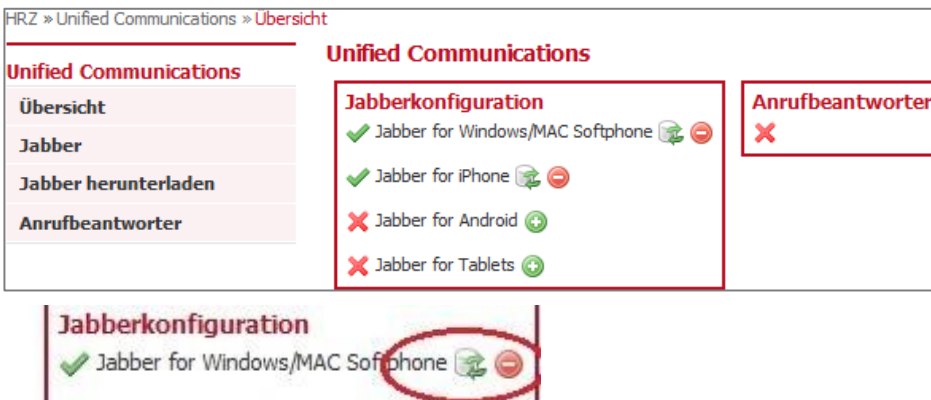 HRZ » Unified Communications » Übersicht
Unified Communications
Übersicht
Jabber
Jabber herunterladen
Anrufbeantworter
Unified Communications
Jabberkonfiguration
Jabber for Windows/MAC Softphone
Jabber for iPhone
Jabber for Android
Jabber for Tablets
Anrufbeantworter
Jabberkonfiguration
Jabber for Windows/MAC Softphone